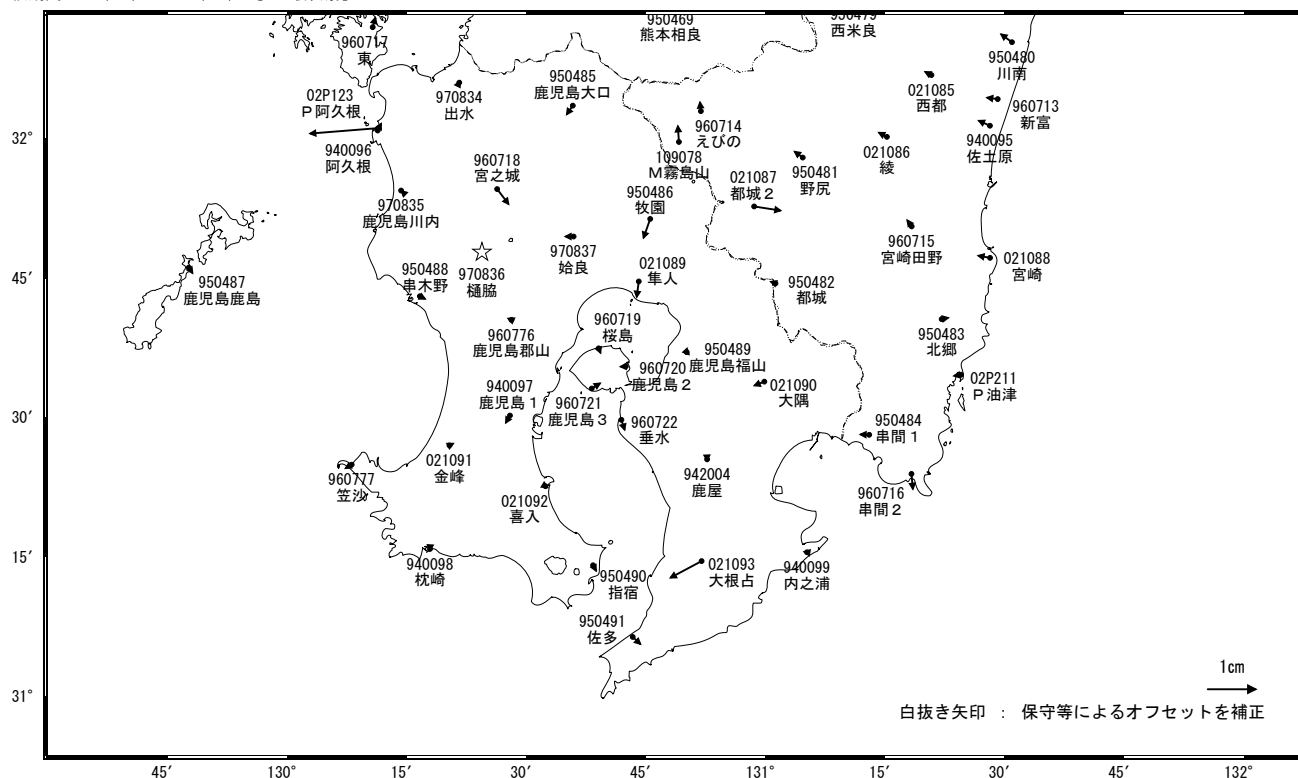 950469
熊本相良
950479
西米良
960717
東
950480
川南
970834
出水
950485
鹿児島大口
02P123
Ｐ阿久根
940096
阿久根
960714
えびの
109078
Ｍ霧島山
021085
西都
960713
新富
940095
佐土原
021086
綾
950481
野尻
021087
都城２
960718
宮之城
950486
牧園
970835
鹿児島川内
970837
姶良
960715
宮崎田野
021088
宮崎
950487
鹿児島鹿島
950488
串木野
970836
樋脇
021089
隼人
950482
都城
950483
北郷
960776
鹿児島郡山
960719
桜島
960720
鹿児島２
950489
鹿児島福山
021090
大隅
02P211
Ｐ油津
940097
鹿児島１
960721
鹿児島３
960722
垂水
950484
串間１
960716
串間２
021091
金峰
960777
笠沙
942004
鹿屋
021092
喜入
940098
枕崎
950490
指宿
021093
大根占
940099
内之浦
950491
佐多
1cm
白抜き矢印 ： 保守等によるオフセットを補正
32°
45′
30′
15′
31°
45′
130°
15′
30′
45′
131°
15′
30′
45′
132°